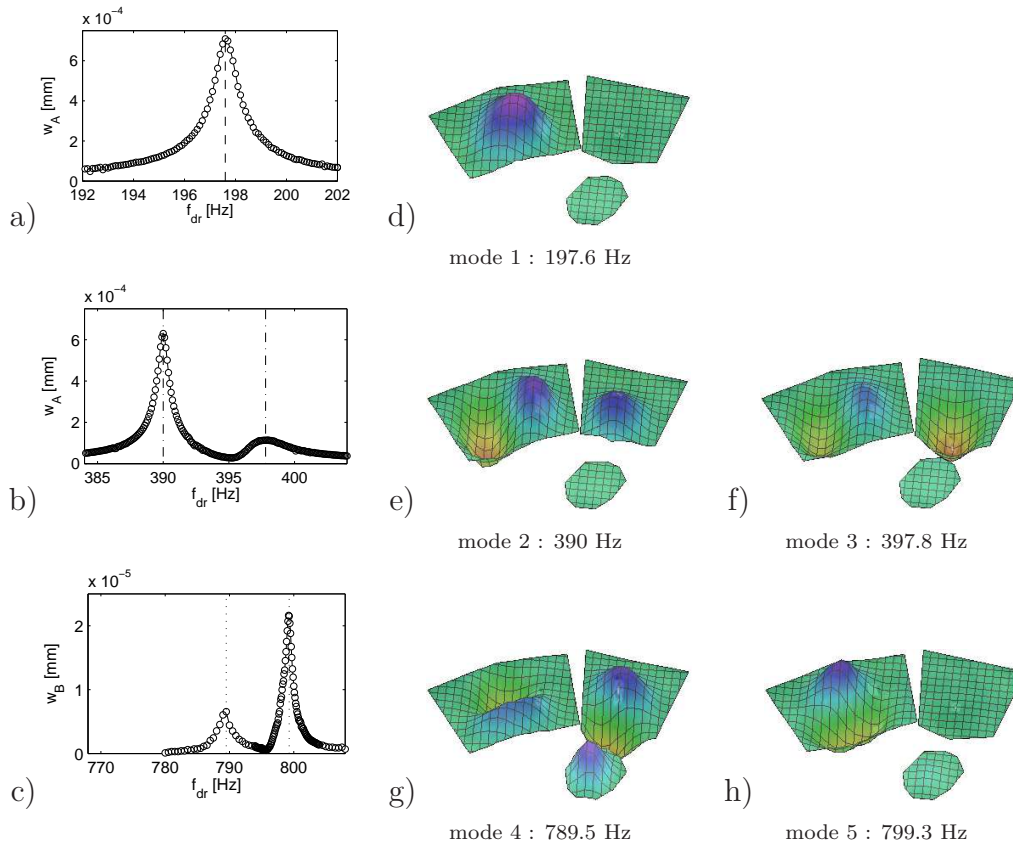 x 10⁻⁴
6
4
2
0
w_A [mm]
192 194 196 198 200 202
f_dr [Hz]
a)
d)
mode 1 : 197.6 Hz
x 10⁻⁴
6
4
2
0
w_A [mm]
385 390 395 400
f_dr [Hz]
b)
e)
f)
mode 2 : 390 Hz
mode 3 : 397.8 Hz
x 10⁻⁵
2
1
0
w_B [mm]
770 780 790 800
f_dr [Hz]
c)
g)
h)
mode 4 : 789.5 Hz
mode 5 : 799.3 Hz